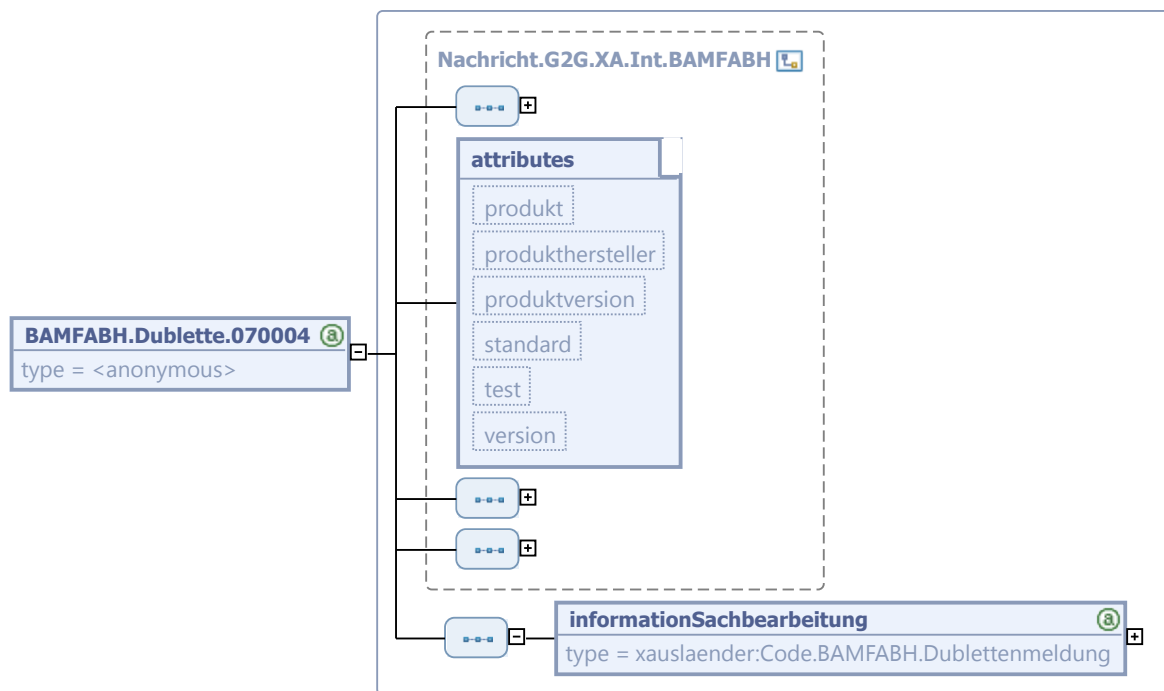 Nachricht.G2G.XA.Int.BAMFABH
attributes
produkt
produkthersteller
produktversion
standard
test
version
BAMFABH.Dublette.070004
type = <anonymous>
informationSachbearbeitung
type = xauslaender:Code.BAMFABH.Dublettenmeldung